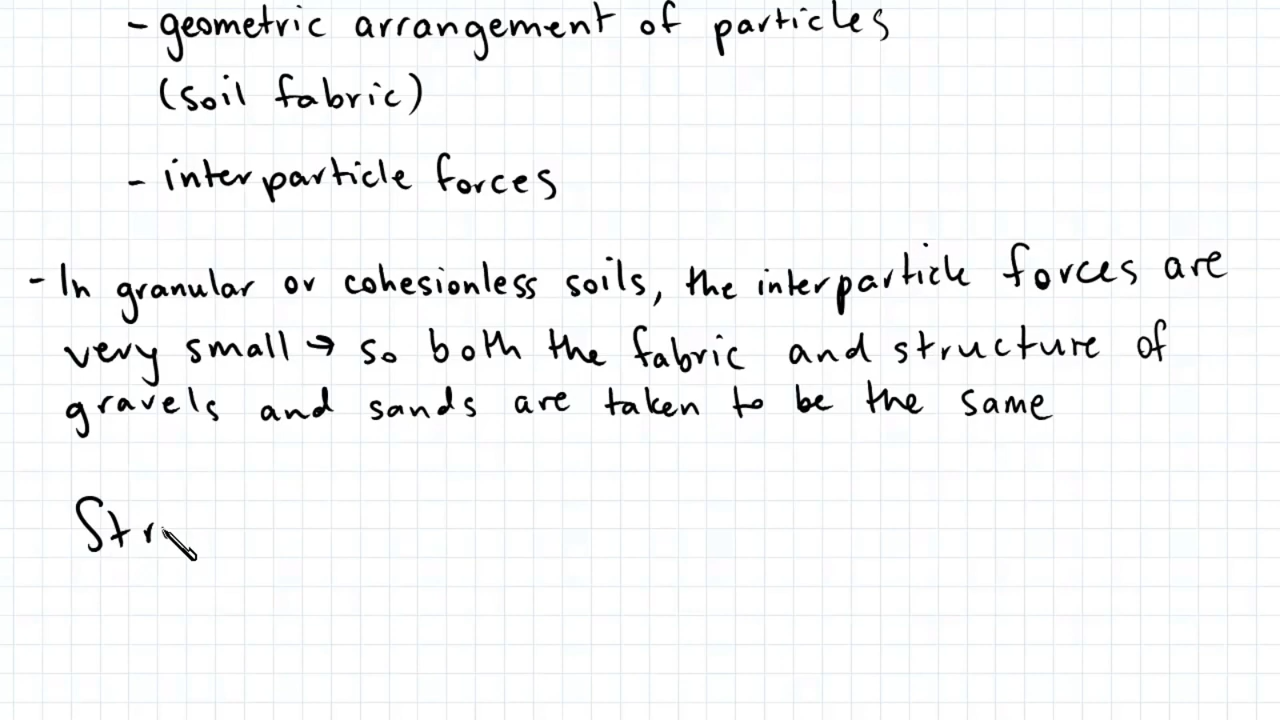 - geometric arrangement of particles
(soil fabric)
- interparticle forces
- In granular or cohesionless soils, the interparticle forces are
very small → so both the fabric and structure of
gravels and sands are taken to be the same
Str